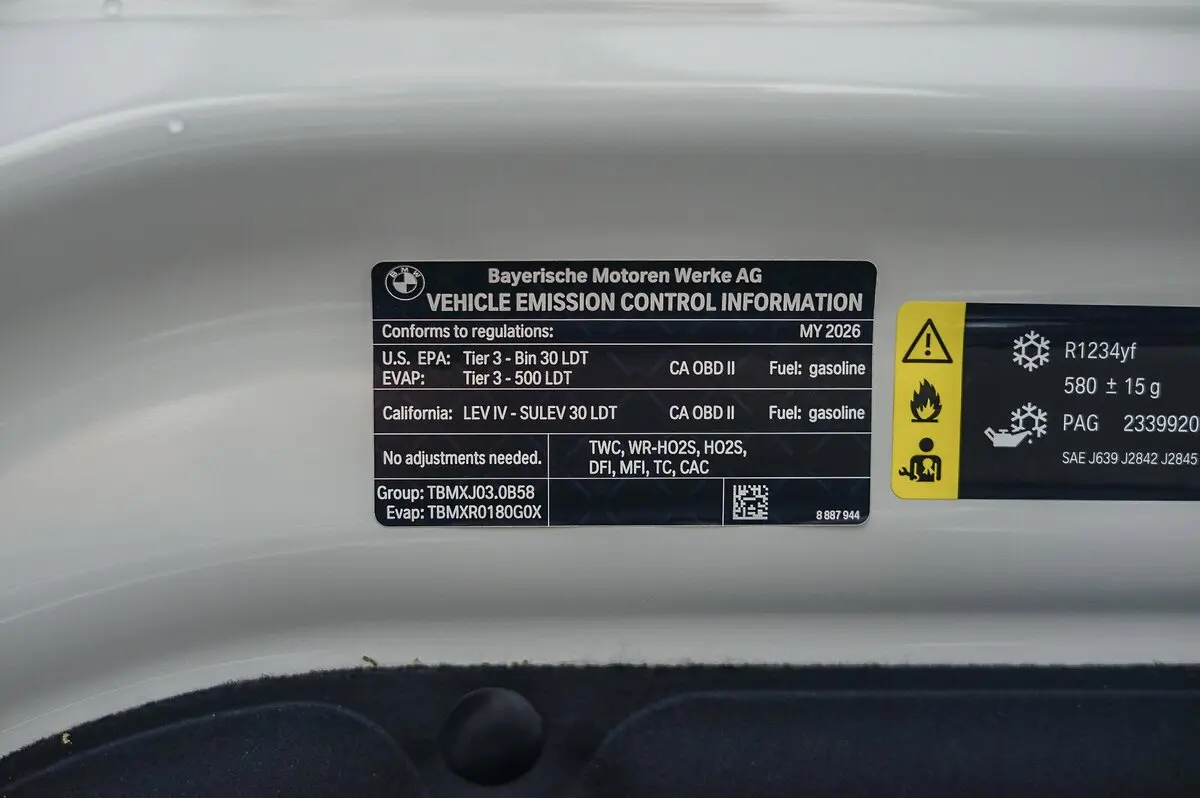 BMW
Bayerische Motoren Werke AG
VEHICLE EMISSION CONTROL INFORMATION
Conforms to regulations: MY 2026
U.S. EPA: Tier 3 - Bin 30 LDT
EVAP: Tier 3 - 500 LDT
CA OBD II Fuel: gasoline
California: LEV IV - SULEV 30 LDT CA OBD II Fuel: gasoline
No adjustments needed.
TWC, WR-HO2S, HO2S,
DFI, MFI, TC, CAC
Group: TBMXJ03.0B58
Evap: TBMXR0180G0X
8 887 944
R1234yf
580 ± 15 g
PAG 2339920
SAE J639 J2842 J2845